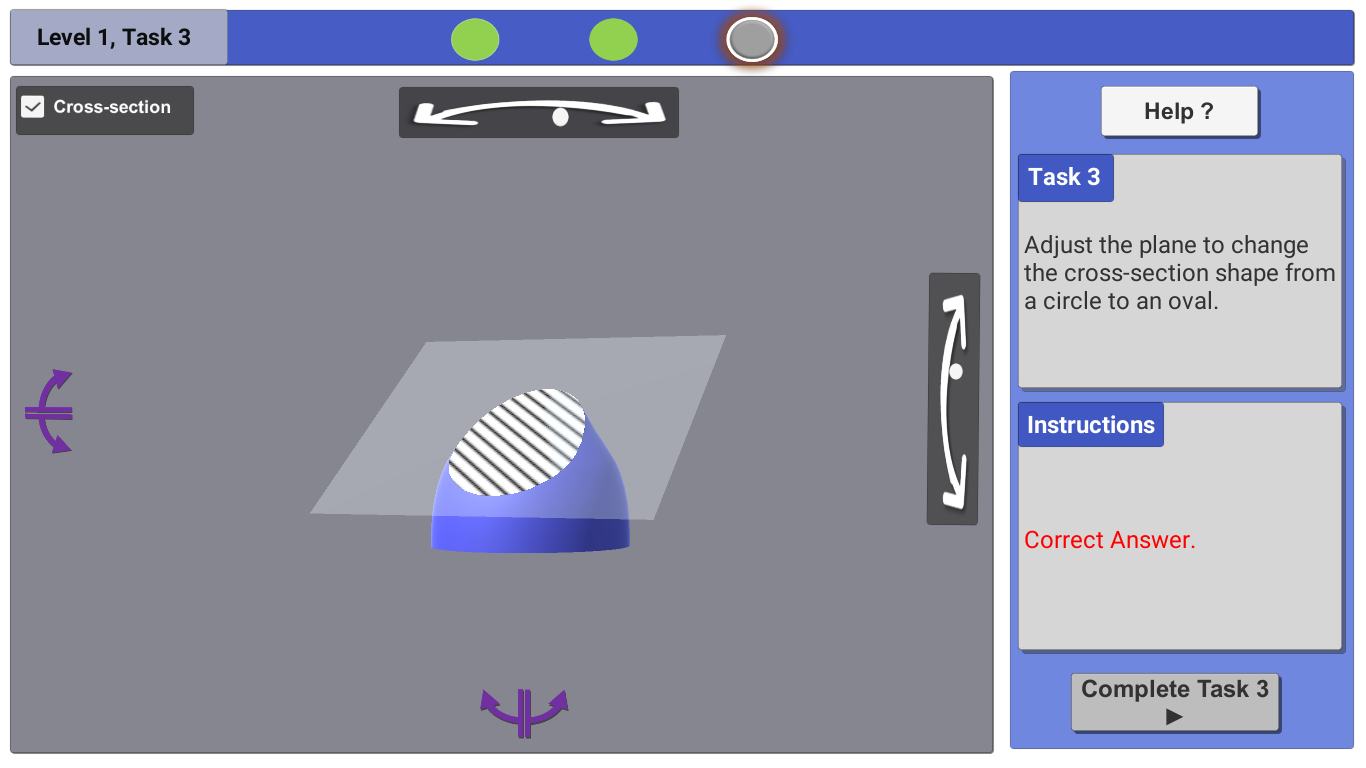 Level 1, Task 3
Cross-section
Help ?
Task 3
Adjust the plane to change
the cross-section shape from
a circle to an oval.
Instructions
Correct Answer.
Complete Task 3